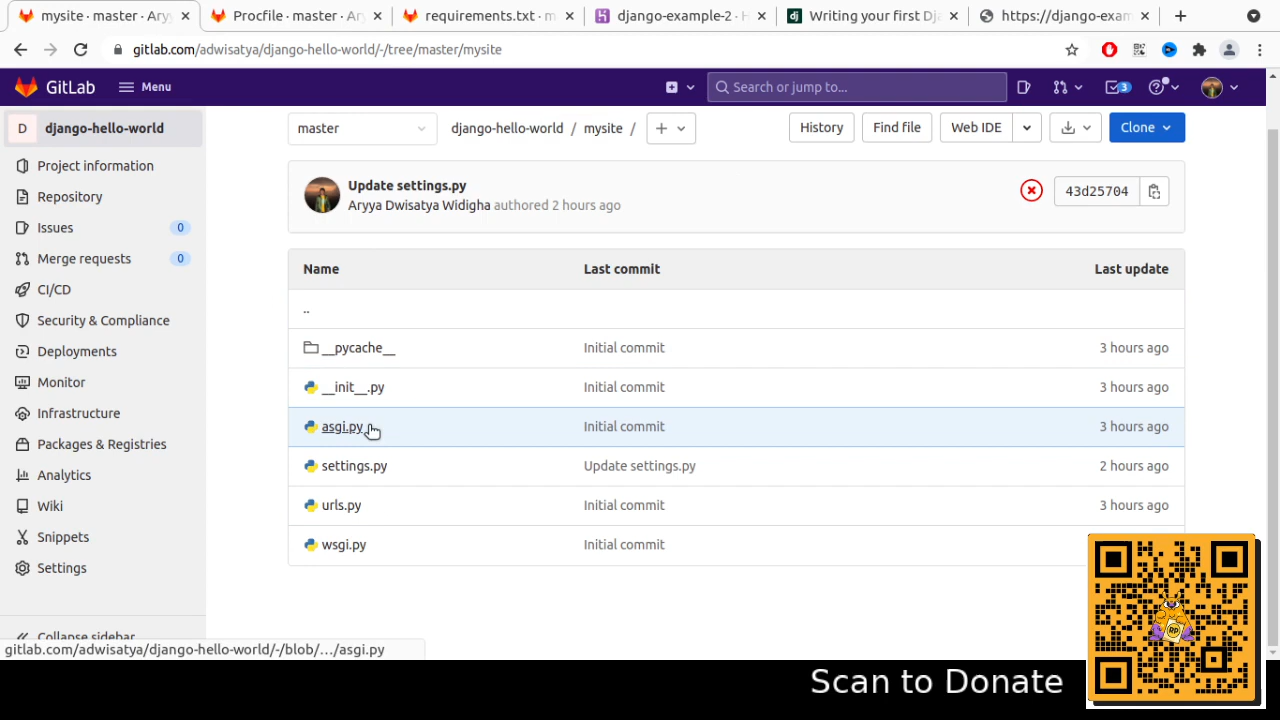 mysite · master · Ary
Procfile · master · Ar
requirements.txt · m
django-example-2 · H
Writing your first Dj
https://django-exam
gitlab.com/adwisatya/django-hello-world/-/tree/master/mysite
GitLab
Menu
Search or jump to...
3
D
django-hello-world
Project information
Repository
Issues 0
Merge requests 0
CI/CD
Security & Compliance
Deployments
Monitor
Infrastructure
Packages & Registries
Analytics
Wiki
Snippets
Settings
Collapse sidebar
master
django-hello-world / mysite /
History
Find file
Web IDE
Clone
Update settings.py
Aryya Dwisatya Widigha authored 2 hours ago
43d25704
Name Last commit Last update
..
__pycache__ Initial commit 3 hours ago
__init__.py Initial commit 3 hours ago
asgi.py Initial commit 3 hours ago
settings.py Update settings.py 2 hours ago
urls.py Initial commit 3 hours ago
wsgi.py Initial commit
gitlab.com/adwisatya/django-hello-world/-/blob/…/asgi.py
RP
Scan to Donate